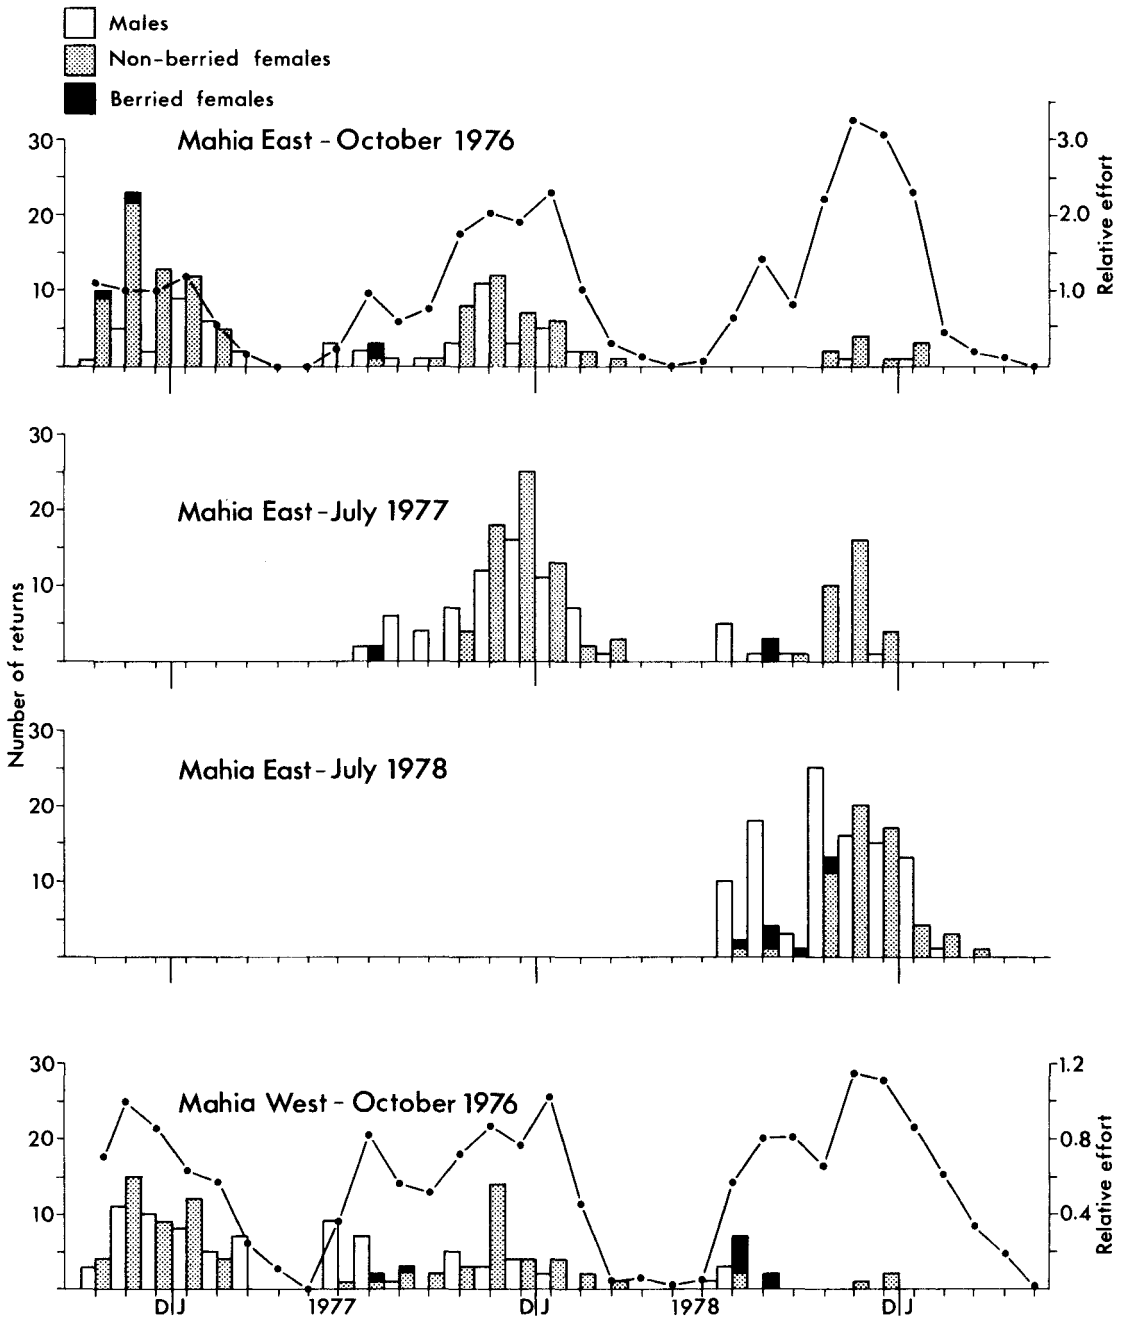 Males
Non-berried females
Berried females
Mahia East - October 1976
30
20
10
3.0
2.0
1.0
Relative effort
Mahia East - July 1977
30
20
10
Number of returns
Mahia East - July 1978
30
20
10
Mahia West - October 1976
30
20
10
1.2
0.8
0.4
Relative effort
D J 1977 D J 1978 D J